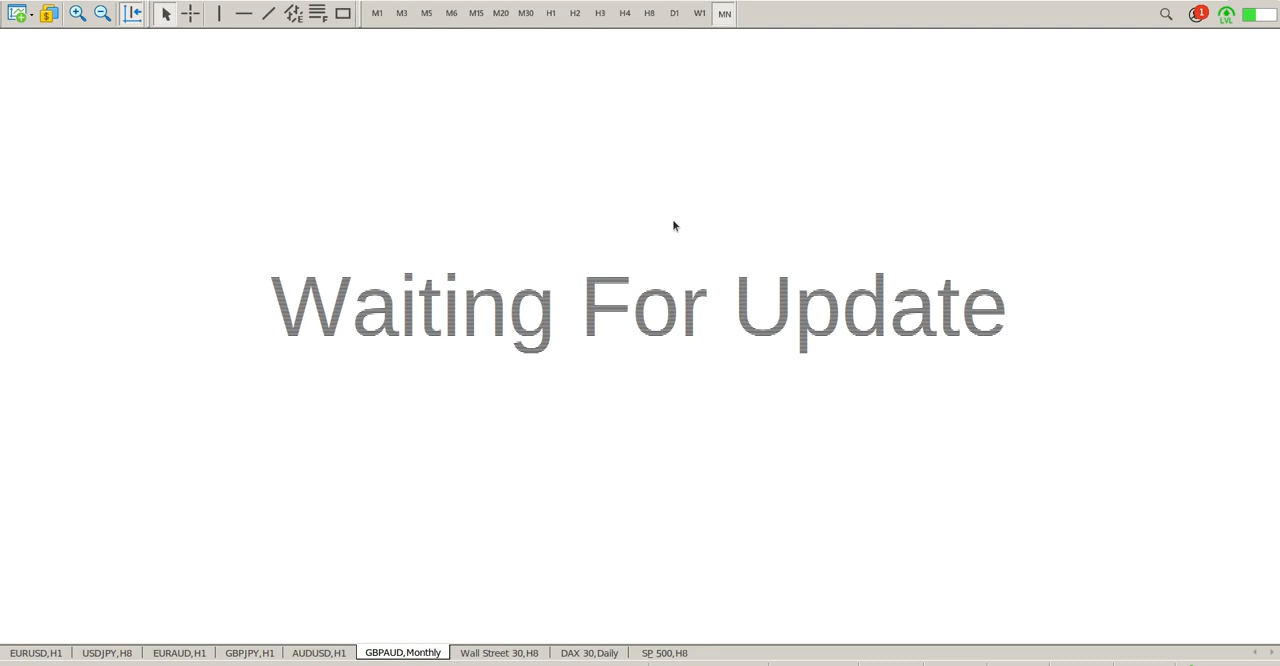 M1 M3 M5 M6 M15 M20 M30 H1 H2 H3 H4 H8 D1 W1 MN 1 LVL
Waiting For Update
EURUSD,H1 USDJPY,H8 EURAUD,H1 GBPJPY,H1 AUDUSD,H1 GBPAUD,Monthly Wall Street 30,H8 DAX 30,Daily SP 500,H8